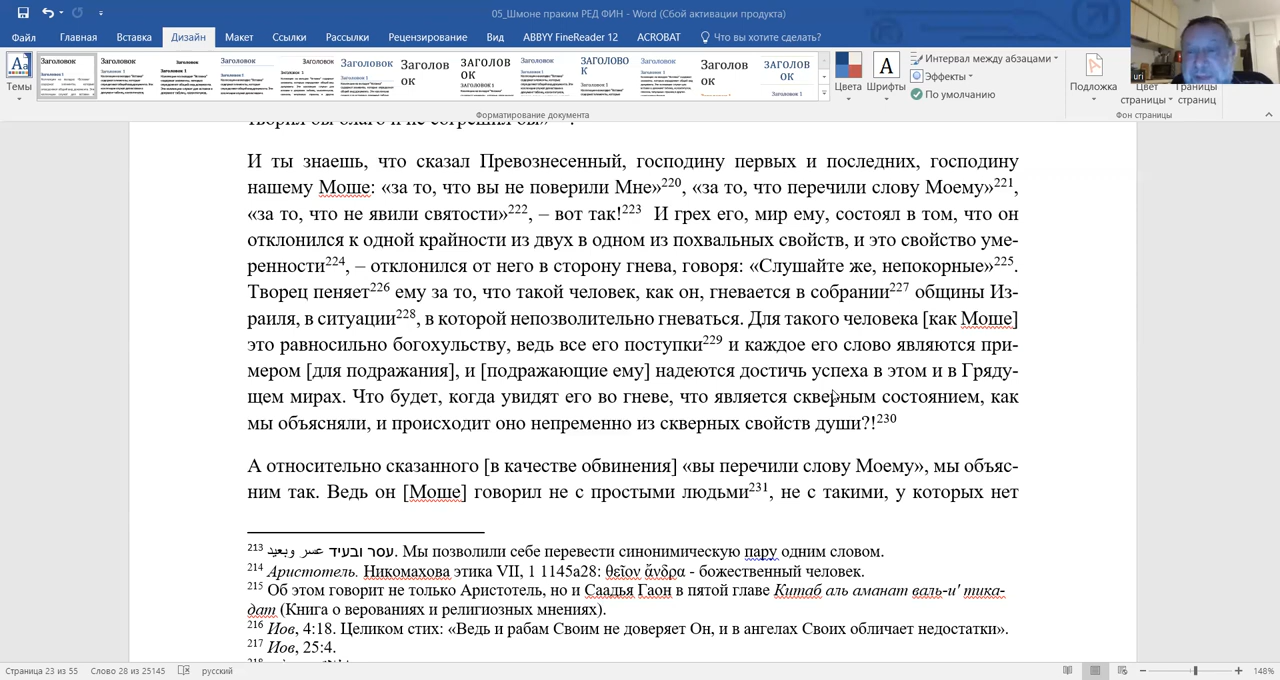 05_Шмоне праким РЕД ФИН - Word (Сбой активации продукта)
Файл Главная Вставка Дизайн Макет Ссылки Рассылки Рецензирование Вид ABBYY FineReader 12 ACROBAT Что вы хотите сделать?
uri
Темы
Цвета Шрифты
Интервал между абзацами
Эффекты
По умолчанию
Подложка Цвет страницы Границы страниц
Форматирование документа Фон страницы
И ты знаешь, что сказал Превознесенный, господину первых и последних, господину
нашему Моше: «за то, что вы не поверили Мне»220, «за то, что перечили слову Моему»221,
«за то, что не явили святости»222, – вот так!223 И грех его, мир ему, состоял в том, что он
отклонился к одной крайности из двух в одном из похвальных свойств, и это свойство уме-
ренности224, – отклонился от него в сторону гнева, говоря: «Слушайте же, непокорные»225.
Творец пеняет226 ему за то, что такой человек, как он, гневается в собрании227 общины Из-
раиля, в ситуации228, в которой непозволительно гневаться. Для такого человека [как Моше]
это равносильно богохульству, ведь все его поступки229 и каждое его слово являются при-
мером [для подражания], и [подражающие ему] надеются достичь успеха в этом и в Гряду-
щем мирах. Что будет, когда увидят его во гневе, что является скверным состоянием, как
мы объясняли, и происходит оно непременно из скверных свойств души?!230
А относительно сказанного [в качестве обвинения] «вы перечили слову Моему», мы объяс-
ним так. Ведь он [Моше] говорил не с простыми людьми231, не с такими, у которых нет
213 עסר ובעיד عسر وبعيد. Мы позволили себе перевести синонимическую пару одним словом.
214 Аристотель. Никомахова этика VII, 1 1145a28: θεῖον ἄνδρα - божественный человек.
215 Об этом говорит не только Аристотель, но и Саадья Гаон в пятой главе Китаб аль аманат валь-и' тика-
дат (Книга о верованиях и религиозных мнениях).
216 Иов, 4:18. Целиком стих: «Ведь и рабам Своим не доверяет Он, и в ангелах Своих обличает недостатки».
217 Иов, 25:4.
Страница 23 из 55 Слово 28 из 25145 русский 148%